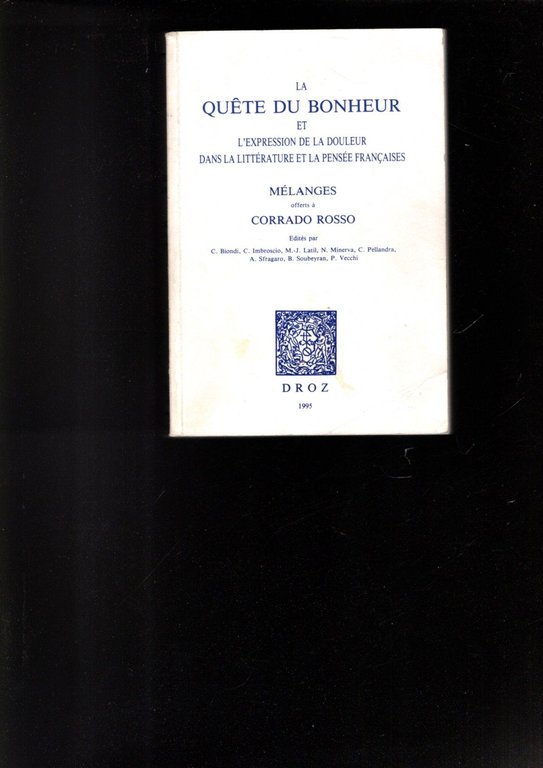 LA
QUÊTE DU BONHEUR
ET
L'EXPRESSION DE LA DOULEUR
DANS LA LITTÉRATURE ET LA PENSÉE FRANÇAISES
MÉLANGES
offerts à
CORRADO ROSSO
Edités par
C. Biondi, C. Imbroscio, M.-J. Latil, N. Minerva, C. Pellandra,
A. Sfragaro, B. Soubeyran, P. Vecchi
DROZ
1995